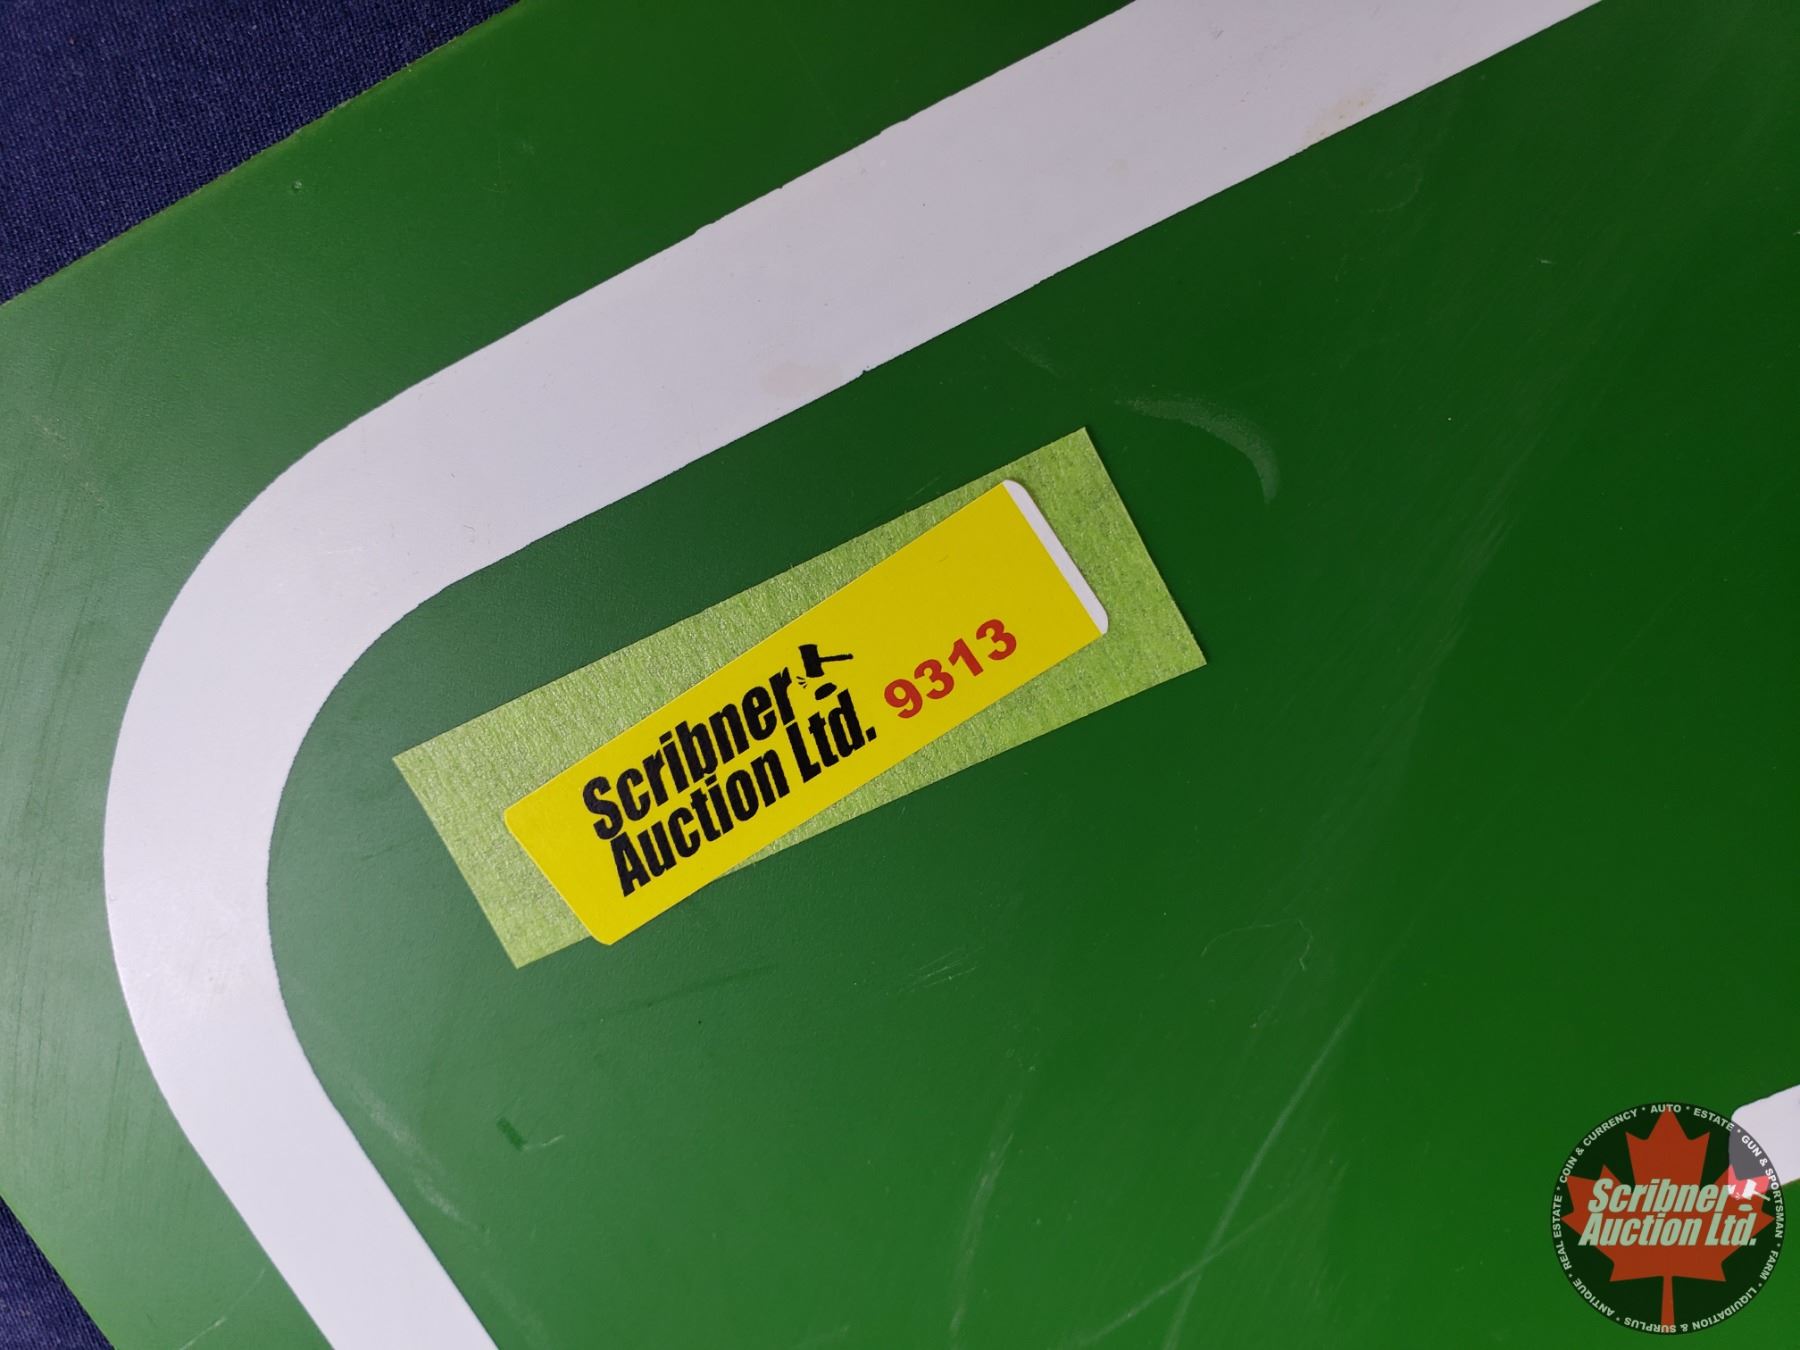 Scribner
Auction Ltd.
9313
REAL ESTATE • COIN & CURRENCY • AUTO • ESTATE • GUN & SPORTSMAN • FARM • LIQUIDATION & SURPLUS • ANTIQUE •
Scribner
Auction Ltd.